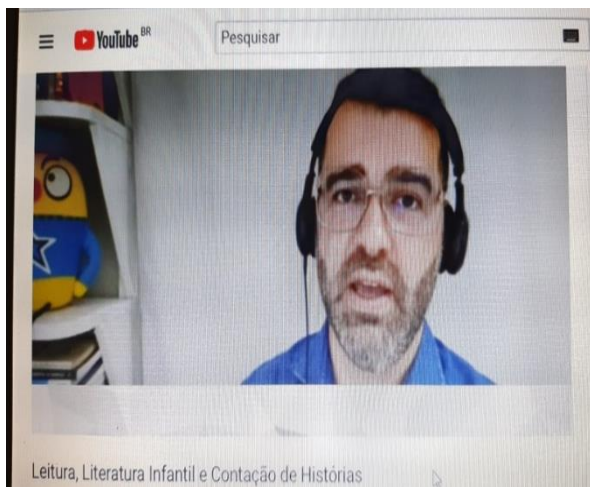 YouTube BR
Pesquisar
Leitura, Literatura Infantil e Contação de Histórias